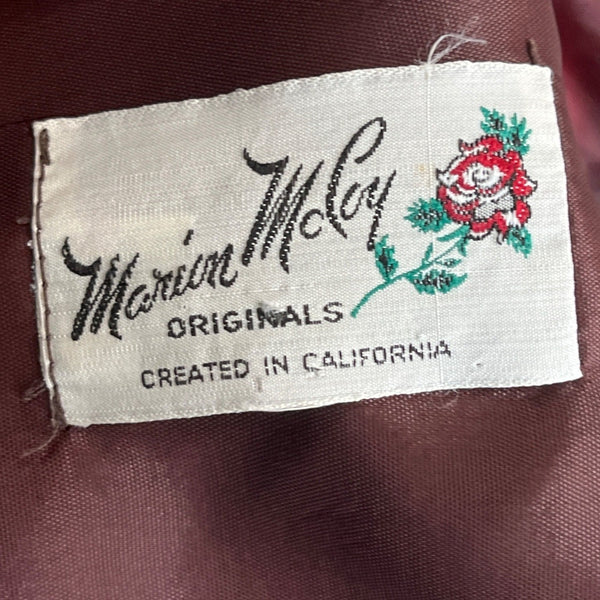 Marion McCoy
ORIGINALS
CREATED IN CALIFORNIA